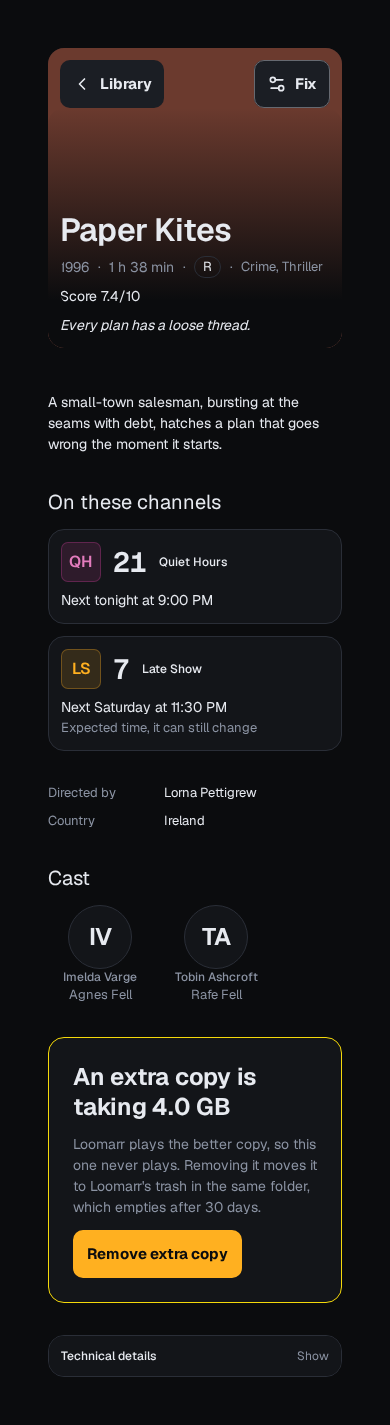 Library
Fix
Paper Kites
1996 · 1 h 38 min · R · Crime, Thriller
Score 7.4/10
Every plan has a loose thread.
A small-town salesman, bursting at the
seams with debt, hatches a plan that goes
wrong the moment it starts.
On these channels
QH 21 Quiet Hours
Next tonight at 9:00 PM
LS 7 Late Show
Next Saturday at 11:30 PM
Expected time, it can still change
Directed by Lorna Pettigrew
Country Ireland
Cast
IV TA
Imelda Varge Tobin Ashcroft
Agnes Fell Rafe Fell
An extra copy is
taking 4.0 GB
Loomarr plays the better copy, so this
one never plays. Removing it moves it
to Loomarr's trash in the same folder,
which empties after 30 days.
Remove extra copy
Technical details Show